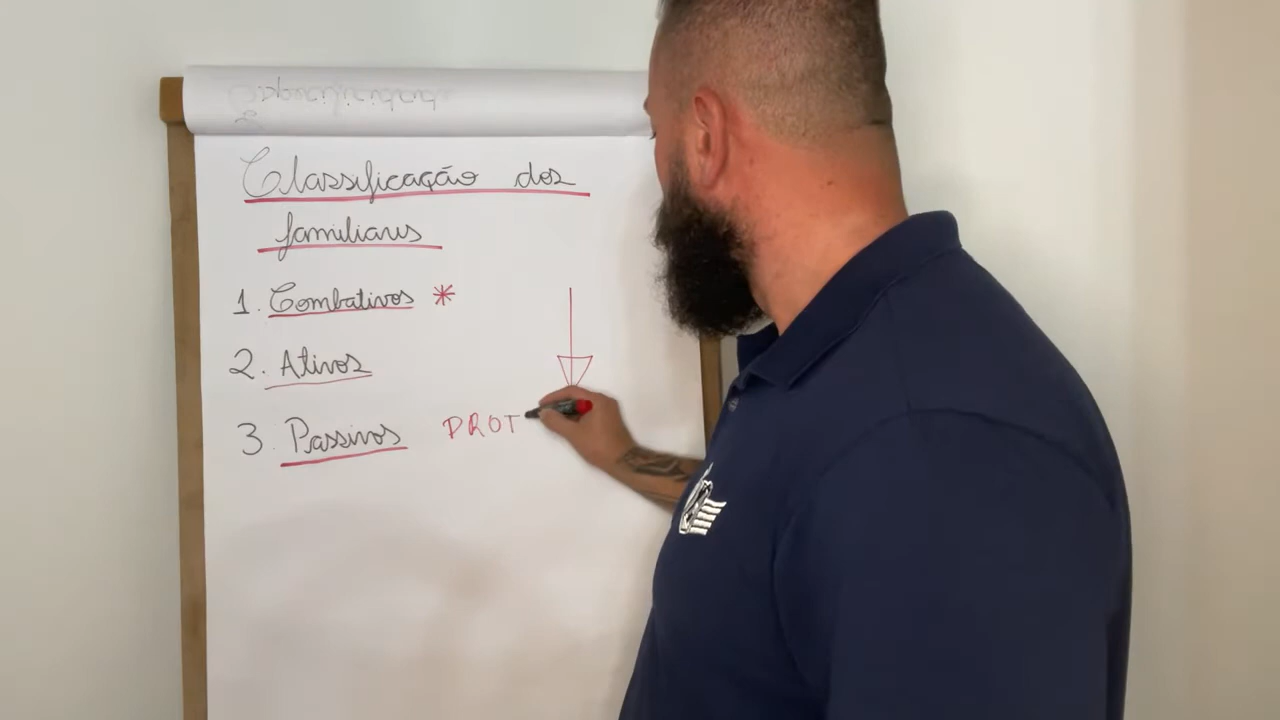 Classificação dos
familiares
1. Combativos *
2. Ativos
3 Passivos PROT